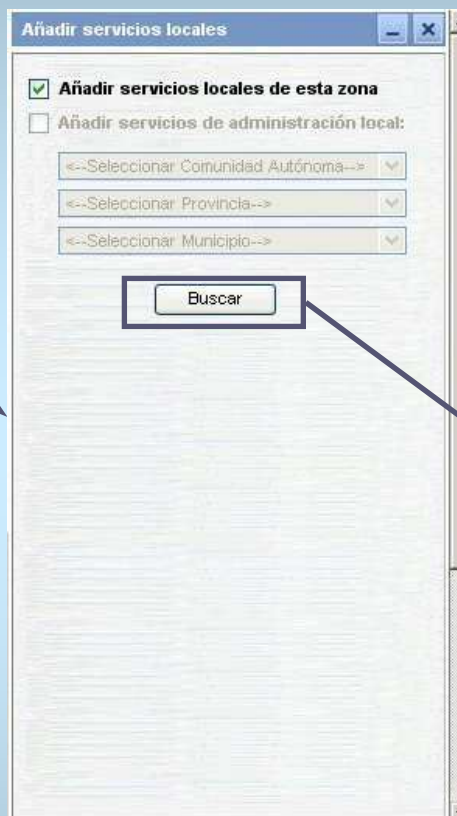 Añadir servicios locales
Añadir servicios locales de esta zona
Añadir servicios de administración local:
<--Seleccionar Comunidad Autónoma-->
<--Seleccionar Provincia-->
<--Seleccionar Municipio-->
Buscar